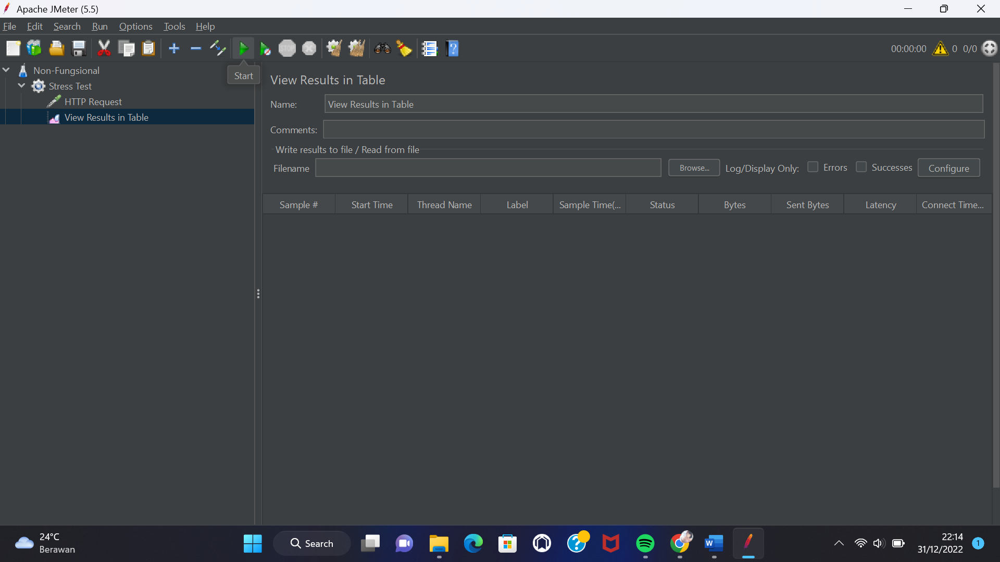 Apache JMeter (5.5)
File Edit Search Run Options Tools Help
STOP
00:00:00 0 0/0
Start
Non-Fungsional
Stress Test
HTTP Request
View Results in Table
View Results in Table
Name: View Results in Table
Comments:
Write results to file / Read from file
Filename Browse... Log/Display Only: Errors Successes Configure
Sample # Start Time Thread Name Label Sample Time(... Status Bytes Sent Bytes Latency Connect Time...
24°C
Berawan
Search
22:14
31/12/2022
1